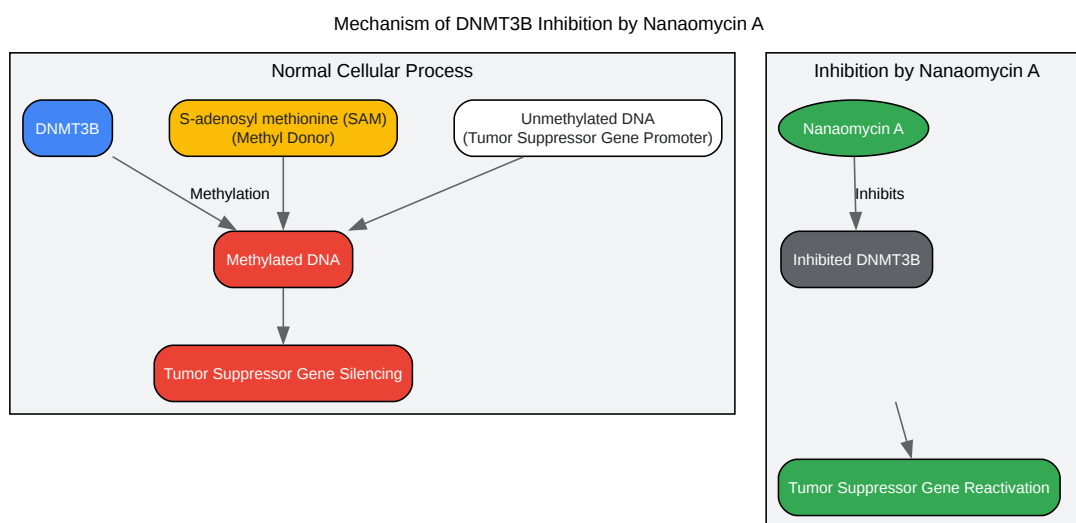 Mechanism of DNMT3B Inhibition by Nanaomycin A
Normal Cellular Process
DNMT3B
S-adenosyl methionine (SAM)
(Methyl Donor)
Unmethylated DNA
(Tumor Suppressor Gene Promoter)
Methylation
Methylated DNA
Tumor Suppressor Gene Silencing
Inhibition by Nanaomycin A
Nanaomycin A
Inhibits
Inhibited DNMT3B
Tumor Suppressor Gene Reactivation